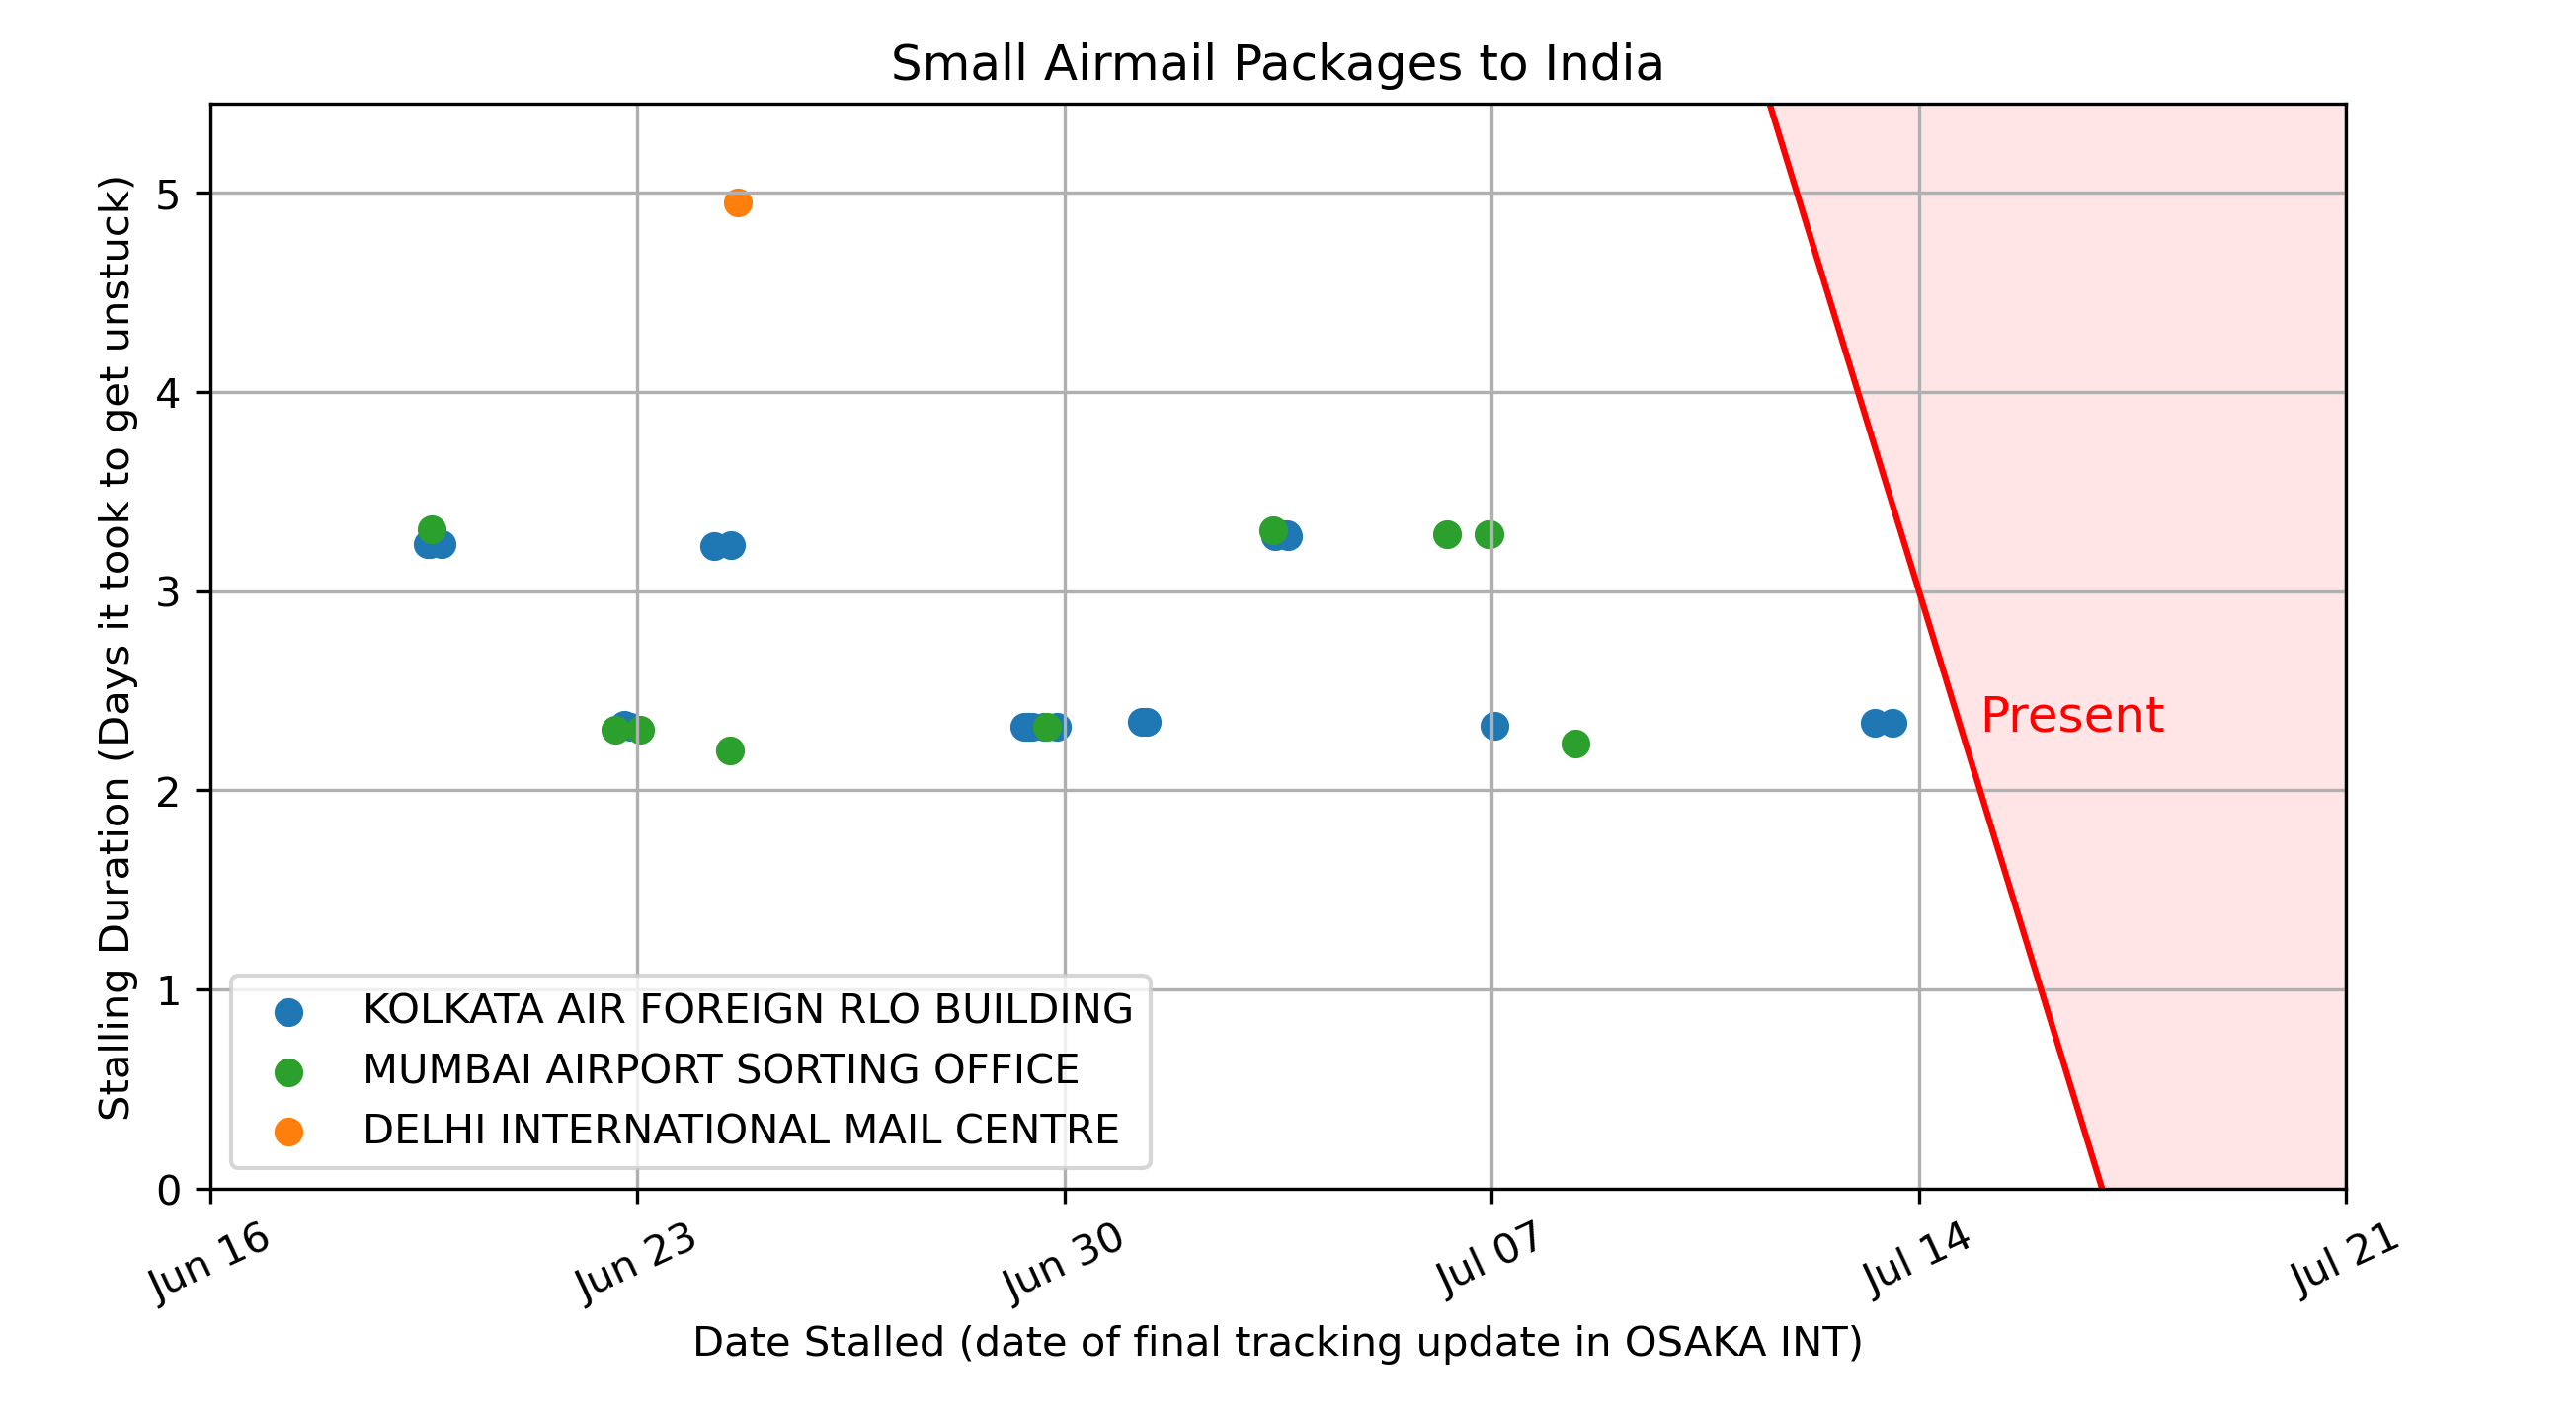 Small Airmail Packages to India
Stalling Duration (Days it took to get unstuck)
5
4
3
2
1
0
Present
KOLKATA AIR FOREIGN RLO BUILDING
MUMBAI AIRPORT SORTING OFFICE
DELHI INTERNATIONAL MAIL CENTRE
Jun 16
Jun 23
Jun 30
Jul 07
Jul 14
Jul 21
Date Stalled (date of final tracking update in OSAKA INT)